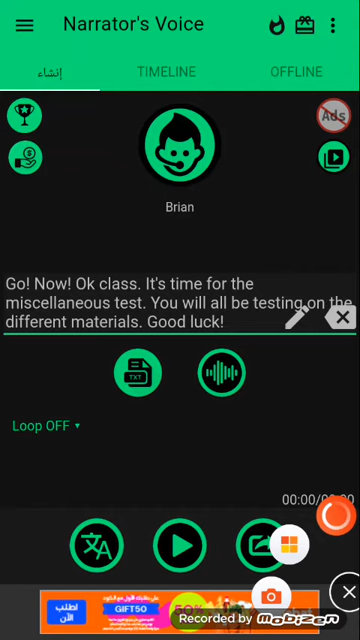 Narrator's Voice
إنشاء
TIMELINE
OFFLINE
Ads
Brian
Go! Now! Ok class. It's time for the
miscellaneous test. You will all be testing on the
different materials. Good luck!
TXT
Loop OFF
00:00/00:00
اطلب
الآن
GIFT50
50%
Recorded by mobizen